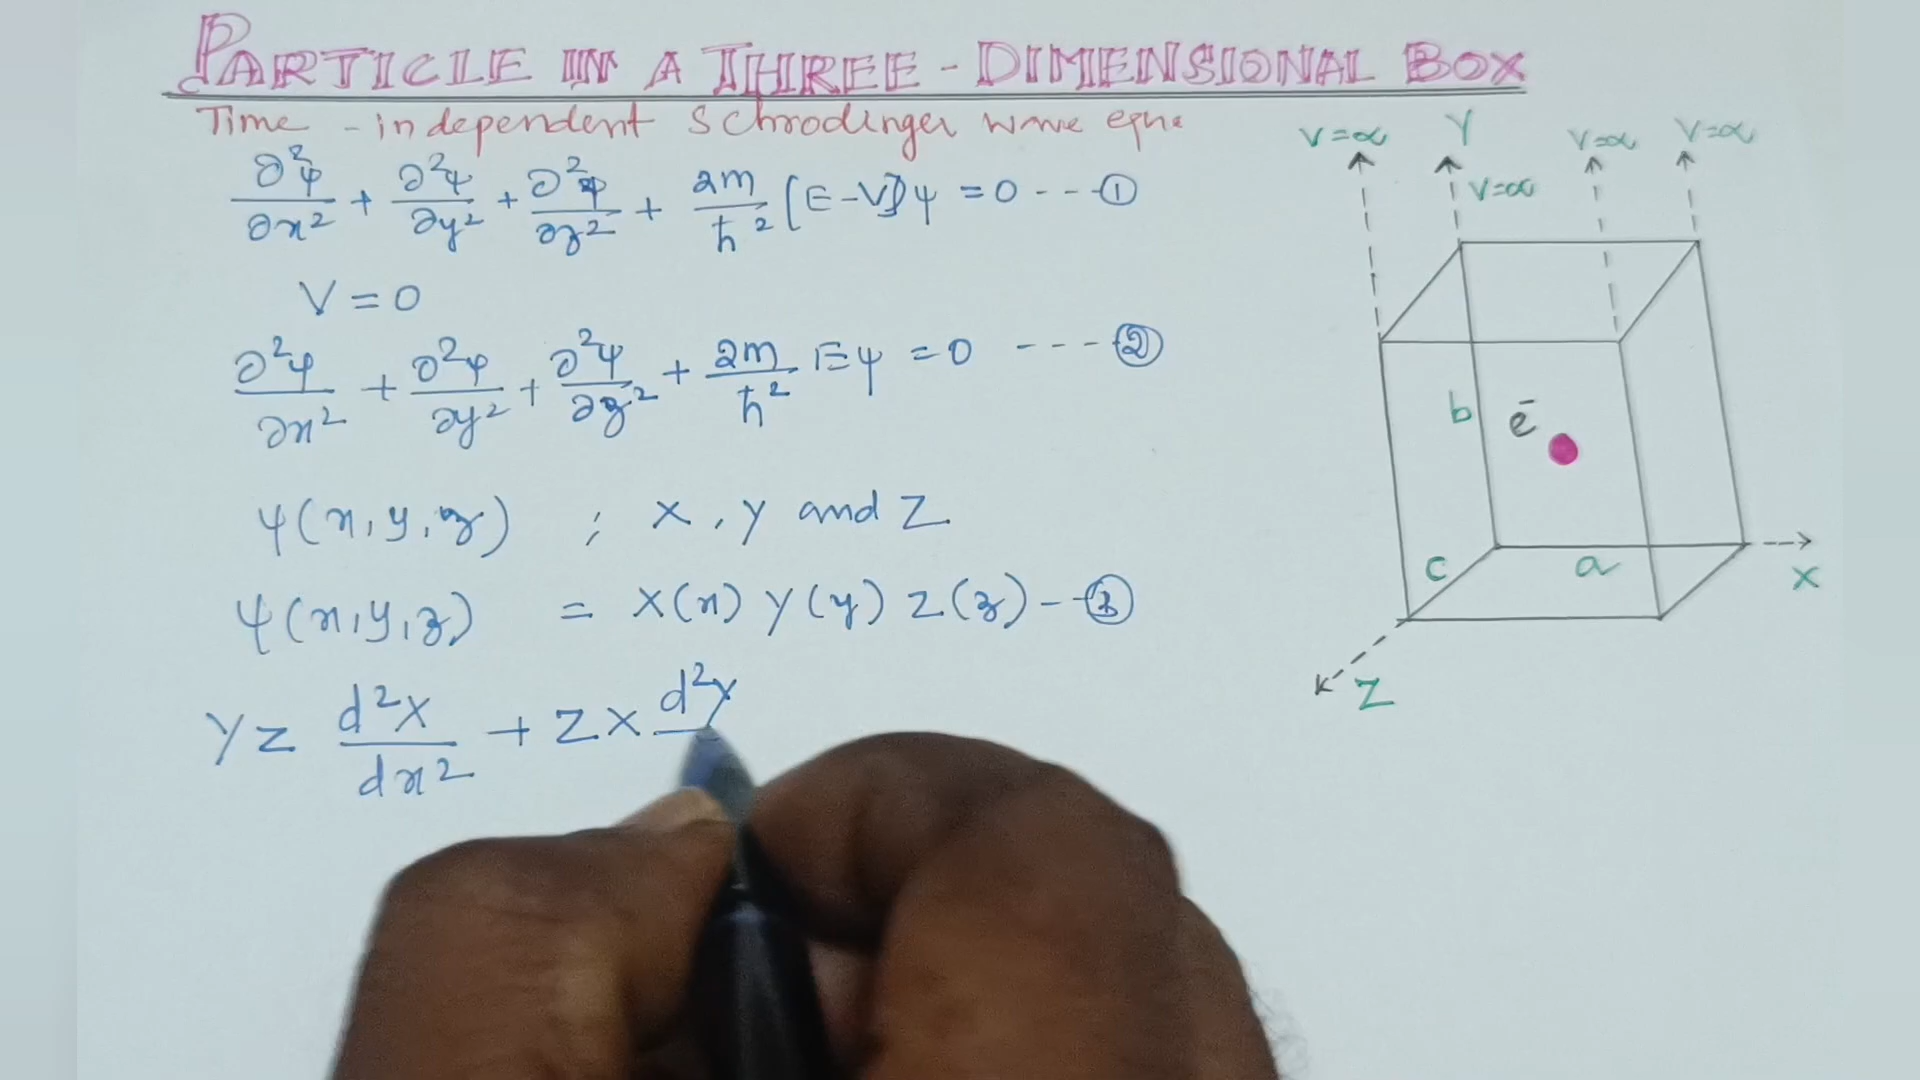 PARTICLE IN A THREE-DIMENSIONAL BOX
Time - independent Schrodinger wave equn
∂²ψ/∂x² + ∂²ψ/∂y² + ∂²ψ/∂z² + 2m/ħ² [E-V]ψ = 0 --- ①
V = 0
∂²ψ/∂x² + ∂²ψ/∂y² + ∂²ψ/∂z² + 2m/ħ² Eψ = 0 --- ②
ψ(x,y,z) ; X, Y and Z
ψ(x,y,z) = X(x) Y(y) Z(z) -- ③
YZ d²X/dx² + ZX d²Y
V=∝ Y V=∝ V=∝
V=∝
b e⁻
c a
X
Z